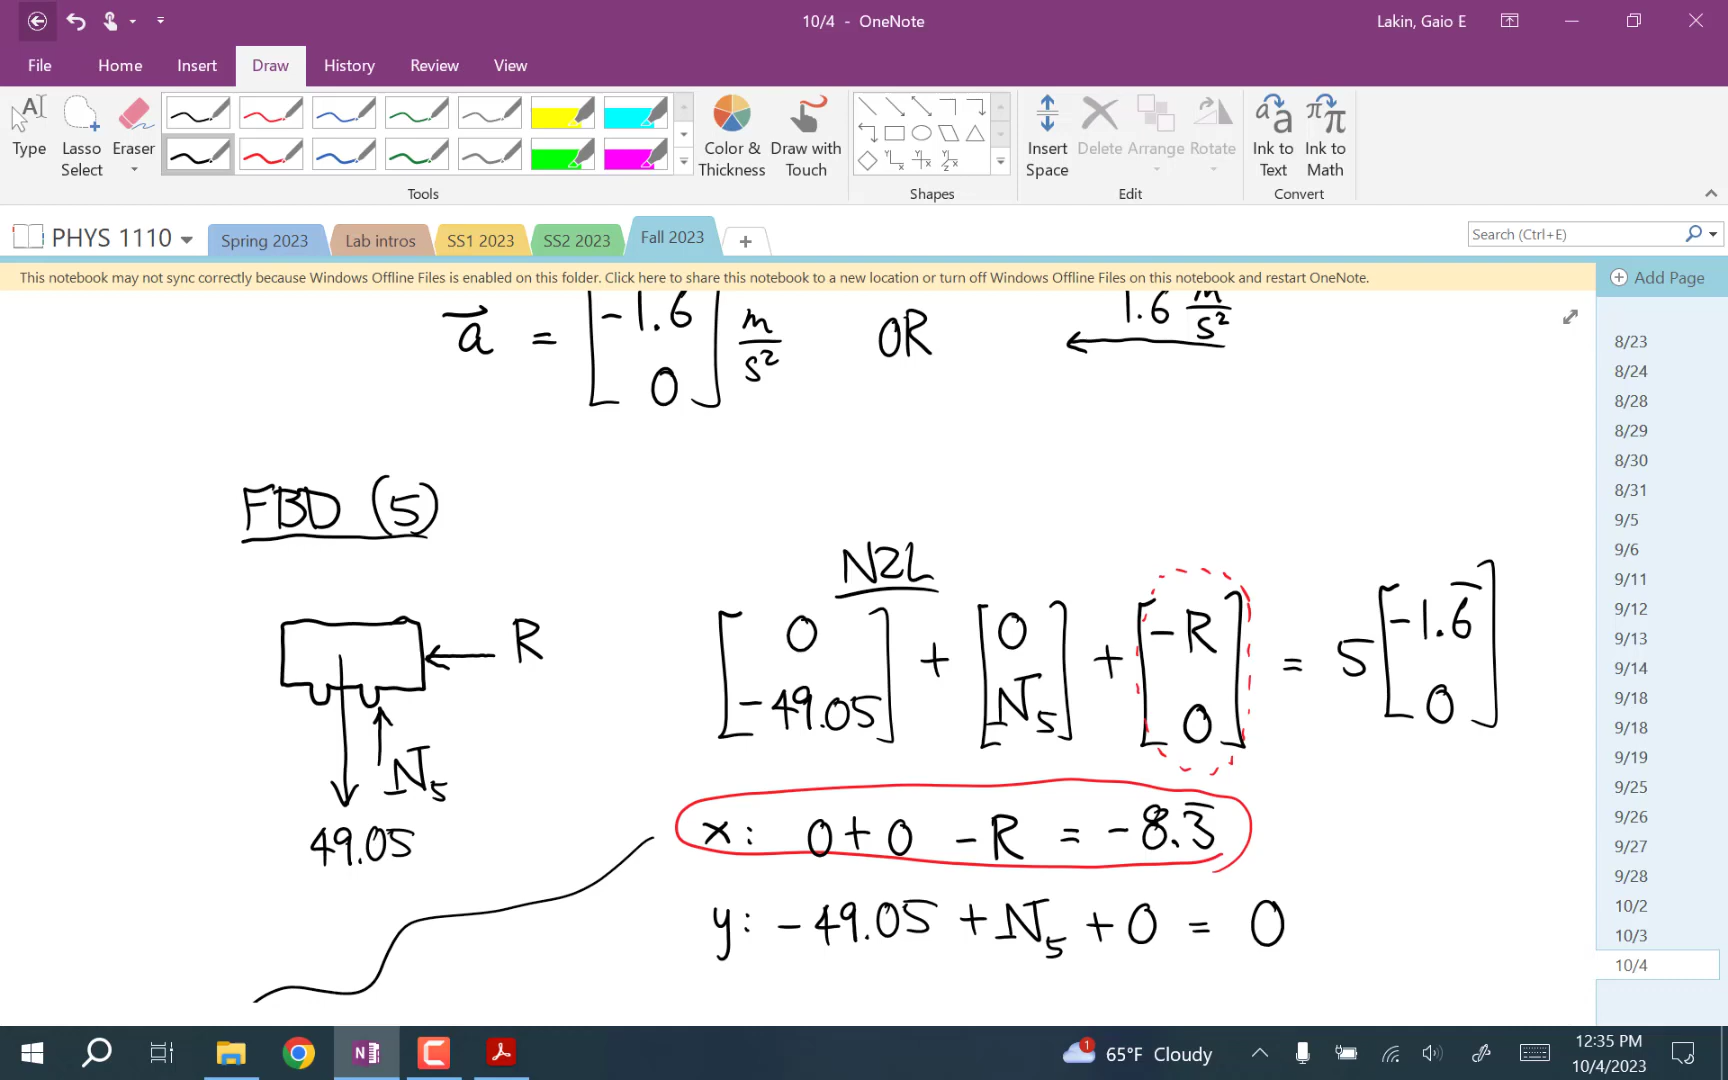 10/4 - OneNote
Lakin, Gaio E
File Home Insert Draw History Review View
Type
Lasso Select
Eraser
Color & Thickness
Draw with Touch
Insert Space
Delete Arrange Rotate
Ink to Text
Ink to Math
Tools Shapes Edit Convert
PHYS 1110 Spring 2023 Lab intros SS1 2023 SS2 2023 Fall 2023
Search (Ctrl+E)
This notebook may not sync correctly because Windows Offline Files is enabled on this folder. Click here to share this notebook to a new location or turn off Windows Offline Files on this notebook and restart OneNote.
Add Page
8/23
8/24
8/28
8/29
8/30
8/31
9/5
9/6
9/11
9/12
9/13
9/14
9/18
9/18
9/19
9/25
9/26
9/27
9/28
10/2
10/3
10/4
a⃗ = [-1.6 0] m/s² OR 1.6 m/s²
FBD (5)
R
N₅
49.05
N2L
[0 -49.05] + [0 N₅] + [-R 0] = 5 [-1.6̅ 0]
x: 0 + 0 - R = -8.3̅
y: -49.05 + N₅ + 0 = 0
65°F Cloudy
1
12:35 PM
10/4/2023